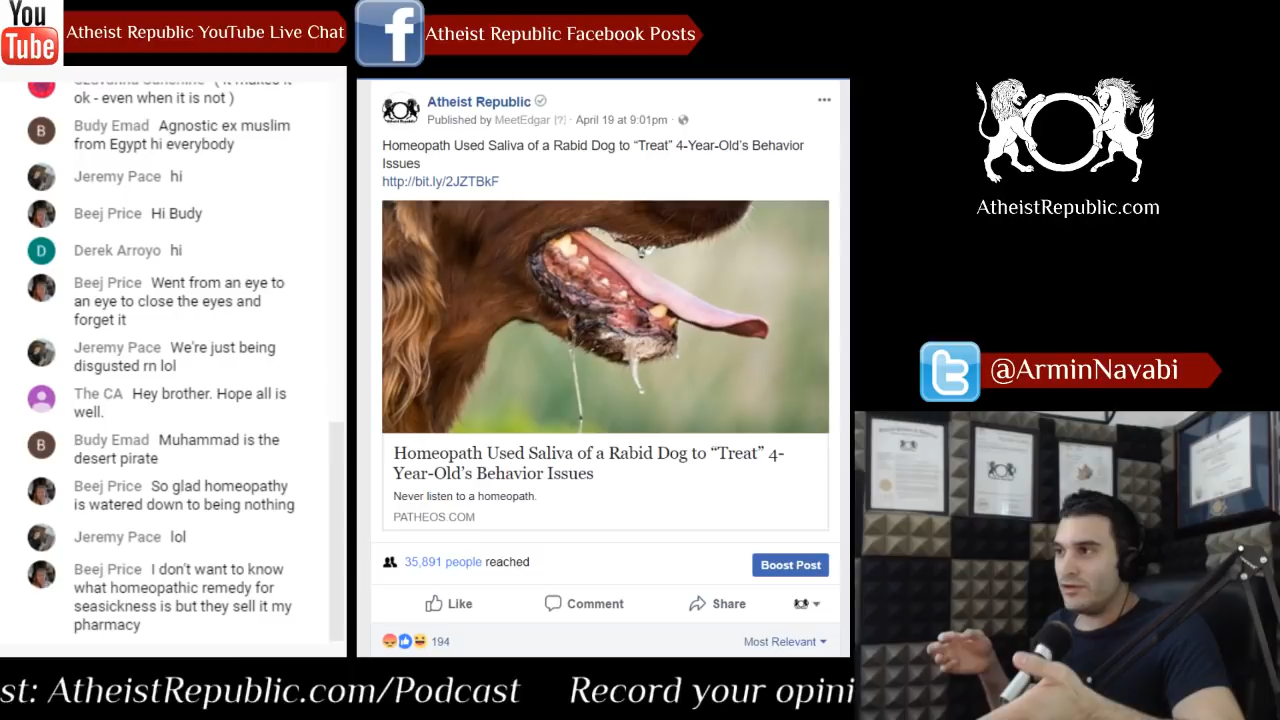 You
Tube
Atheist Republic YouTube Live Chat
Atheist Republic Facebook Posts
ok - even when it is not )
Budy Emad Agnostic ex muslim
from Egypt hi everybody
Jeremy Pace hi
Beej Price Hi Budy
D
Derek Arroyo hi
Beej Price Went from an eye to
an eye to close the eyes and
forget it
Jeremy Pace We're just being
disgusted rn lol
The CA Hey brother. Hope all is
well.
B
Budy Emad Muhammad is the
desert pirate
Beej Price So glad homeopathy
is watered down to being nothing
Jeremy Pace lol
Beej Price I don't want to know
what homeopathic remedy for
seasickness is but they sell it my
pharmacy
Atheist Republic
Published by MeetEdgar [?] · April 19 at 9:01pm ·
Homeopath Used Saliva of a Rabid Dog to “Treat” 4-Year-Old’s Behavior
Issues
http://bit.ly/2JZTBkF
Homeopath Used Saliva of a Rabid Dog to “Treat” 4-
Year-Old’s Behavior Issues
Never listen to a homeopath.
PATHEOS.COM
35,891 people reached
Boost Post
Like Comment Share
194
Most Relevant
AtheistRepublic.com
@ArminNavabi
st: AtheistRepublic.com/Podcast Record your opini